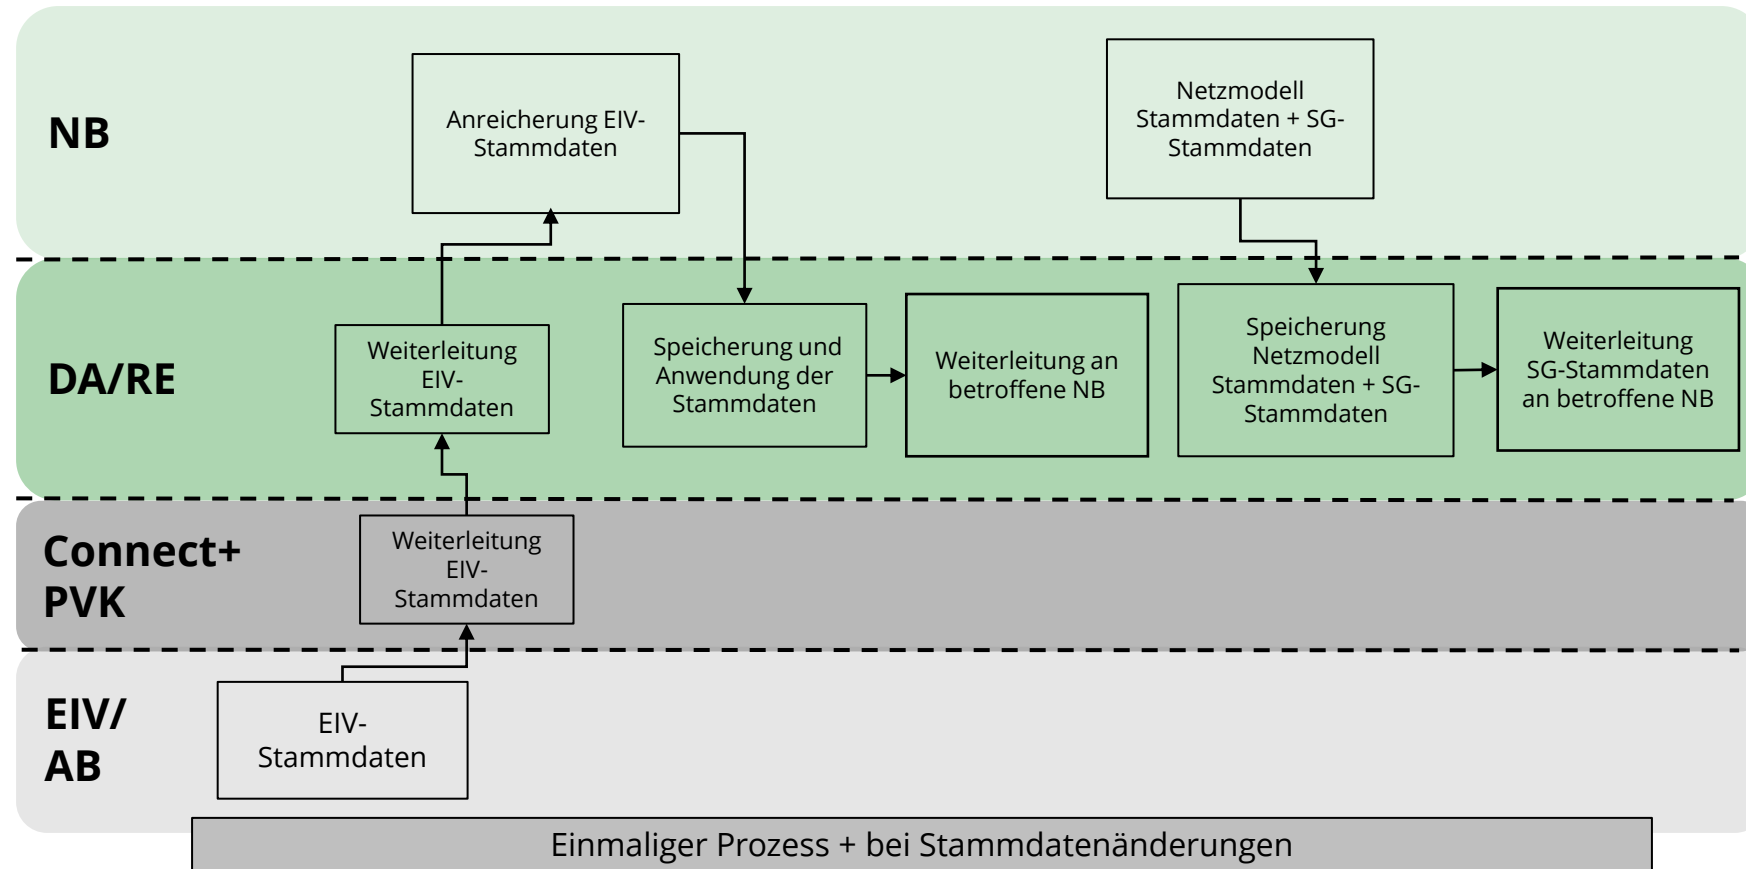 NB
Anreicherung EIV-
Stammdaten
Netzmodell
Stammdaten + SG-
Stammdaten
DA/RE
Weiterleitung
EIV-
Stammdaten
Speicherung und
Anwendung der
Stammdaten
Weiterleitung an
betroffene NB
Speicherung
Netzmodell
Stammdaten + SG-
Stammdaten
Weiterleitung
SG-Stammdaten
an betroffene NB
Connect+
PVK
Weiterleitung
EIV-
Stammdaten
EIV/
AB
EIV-
Stammdaten
Einmaliger Prozess + bei Stammdatenänderungen